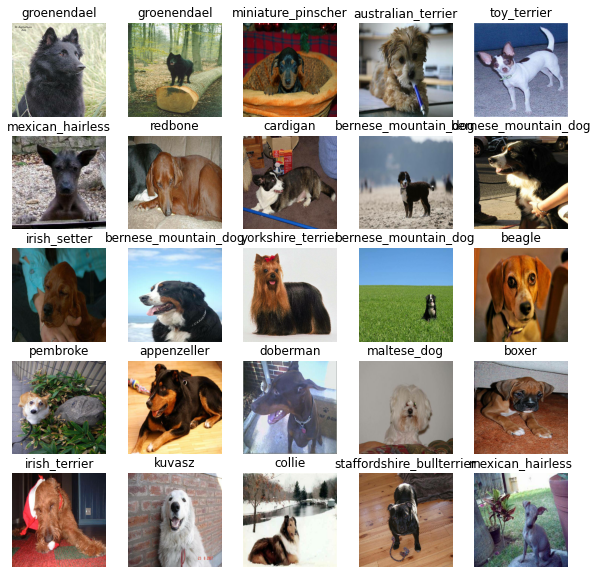 groenendael groenendael miniature_pinscher australian_terrier toy_terrier
mexican_hairless redbone cardigan bernese_mountain_dog bernese_mountain_dog
irish_setter bernese_mountain_dog yorkshire_terrier bernese_mountain_dog beagle
pembroke appenzeller doberman maltese_dog boxer
irish_terrier kuvasz collie staffordshire_bullterrier mexican_hairless